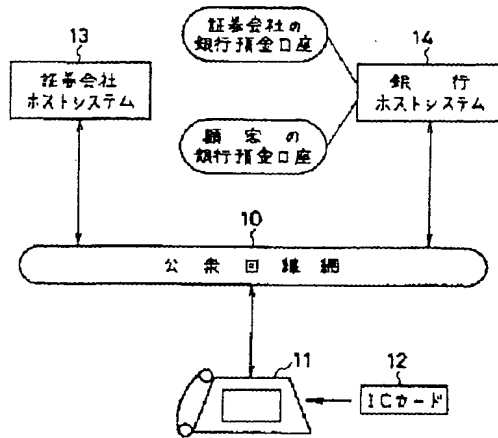 13
証券会社
ホストシステム
証券会社の
銀行預金口座
14
銀行
ホストシステム
顧客の
銀行預金口座
10
公衆回線網
11
12
ICカード